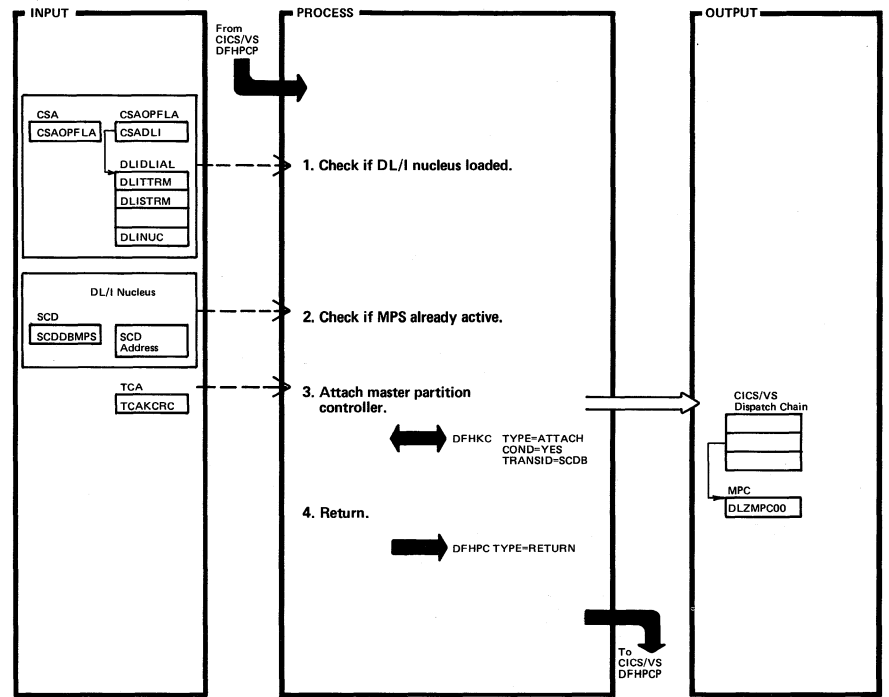 INPUT
PROCESS
OUTPUT
From
CICS/VS
DFHPCP
CSA
CSAOPFLA
CSAOPFLA
CSADLI
DLIDLIAL
DLITTRM
DLISTRM
DLINUC
1. Check if DL/I nucleus loaded.
DL/I Nucleus
SCD
SCDDBMPS
SCD
Address
2. Check if MPS already active.
TCA
TCAKCRC
3. Attach master partition
controller.
DFHKC TYPE=ATTACH
COND=YES
TRANSID=SCDB
CICS/VS
Dispatch Chain
MPC
DLZMPC00
4. Return.
DFHPC TYPE=RETURN
To
CICS/VS
DFHPCP